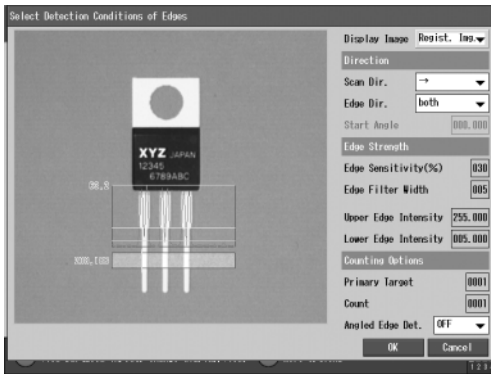 Select Detection Conditions of Edges
Display Image
Regist. Img.
Direction
Scan Dir.
→
Edge Dir.
both
Start Angle
000.000
Edge Strength
Edge Sensitivity(%)
030
Edge Filter Width
005
Upper Edge Intensity
255.000
Lower Edge Intensity
005.000
Counting Options
Primary Target
0001
Count
0001
Angled Edge Det.
OFF
OK
Cancel
XYZ JAPAN
12345
6789ABC